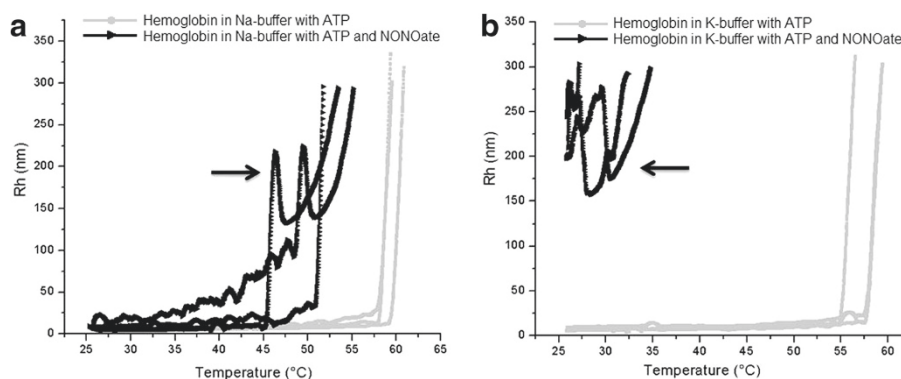 a
Hemoglobin in Na-buffer with ATP
Hemoglobin in Na-buffer with ATP and NONOate
350
300
250
200
150
100
50
0
Rh (nm)
25 30 35 40 45 50 55 60 65
Temperature (°C)
b
Hemoglobin in K-buffer with ATP
Hemoglobin in K-buffer with ATP and NONOate
350
300
250
200
150
100
50
0
Rh (nm)
25 30 35 40 45 50 55 60
Temperature (°C)